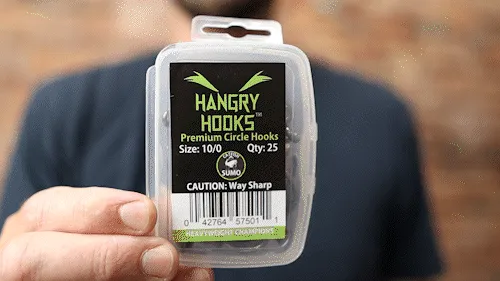 HANGRY
HOOKS™
Premium Circle Hooks
Size: 10/0 Qty: 25
CATFISH
SUMO
CAUTION: Way Sharp
0 42764 57501 1
HEAVYWEIGHT CHAMPIONS